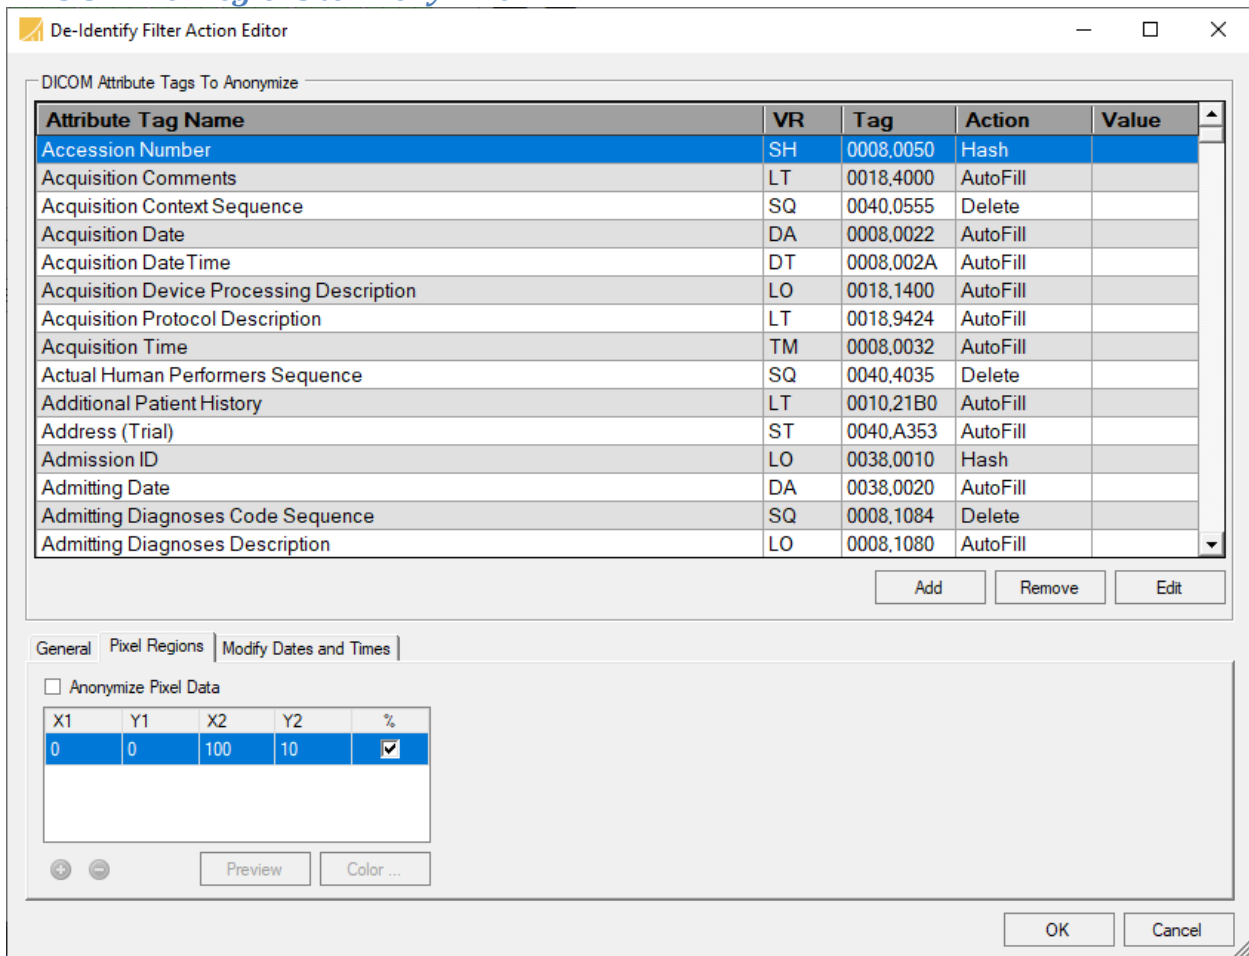 De-Identify Filter Action Editor
DICOM Attribute Tags To Anonymize
Attribute Tag Name VR Tag Action Value
Accession Number SH 0008,0050 Hash
Acquisition Comments LT 0018,4000 AutoFill
Acquisition Context Sequence SQ 0040,0555 Delete
Acquisition Date DA 0008,0022 AutoFill
Acquisition DateTime DT 0008,002A AutoFill
Acquisition Device Processing Description LO 0018,1400 AutoFill
Acquisition Protocol Description LT 0018,9424 AutoFill
Acquisition Time TM 0008,0032 AutoFill
Actual Human Performers Sequence SQ 0040,4035 Delete
Additional Patient History LT 0010,21B0 AutoFill
Address (Trial) ST 0040,A353 AutoFill
Admission ID LO 0038,0010 Hash
Admitting Date DA 0038,0020 AutoFill
Admitting Diagnoses Code Sequence SQ 0008,1084 Delete
Admitting Diagnoses Description LO 0008,1080 AutoFill
Add Remove Edit
General Pixel Regions Modify Dates and Times
Anonymize Pixel Data
X1 Y1 X2 Y2 %
0 0 100 10
Preview Color ...
OK Cancel